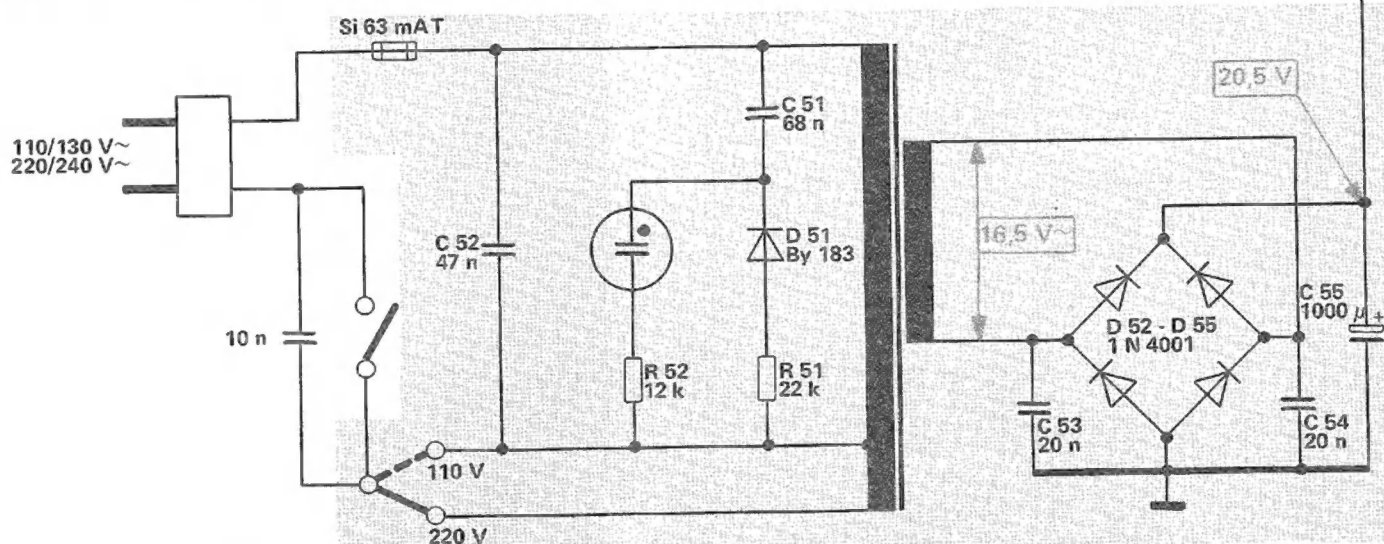 Si 63 mA T
110/130 V~
220/240 V~
10 n
C 52
47 n
C 51
68 n
D 51
By 183
R 52
12 k
R 51
22 k
110 V
220 V
16,5 V~
20,5 V
D 52 - D 55
1 N 4001
C 55
1000 µ +
C 53
20 n
C 54
20 n